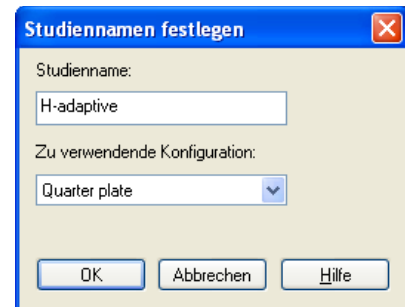 Studiennamen festlegen
Studienname:
H-adaptive
Zu verwendende Konfiguration:
Quarter plate
OK Abbrechen Hilfe